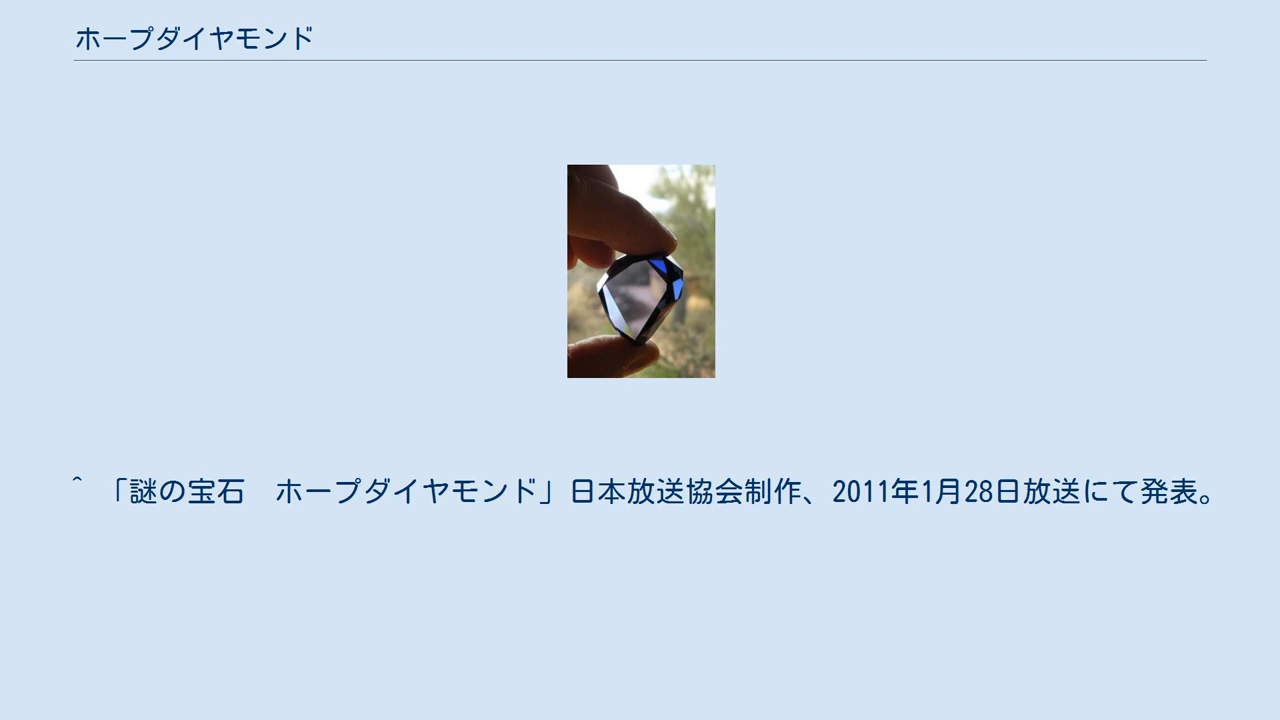 ホープダイヤモンド
^ 「謎の宝石　ホープダイヤモンド」日本放送協会制作、2011年1月28日放送にて発表。